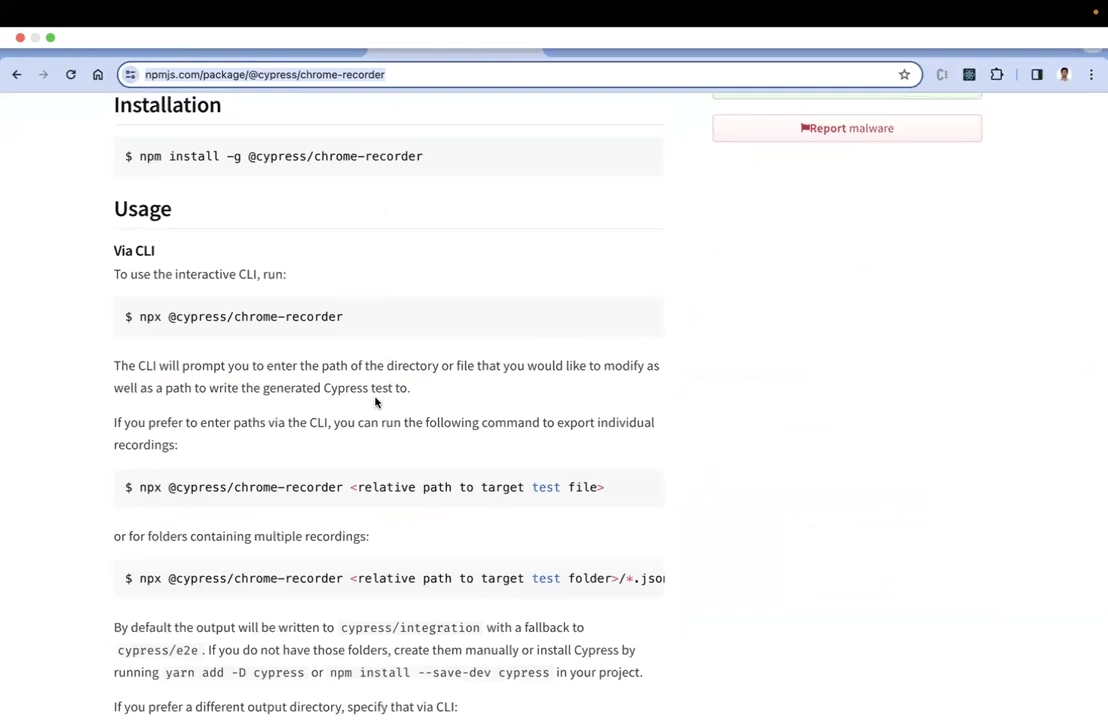 npmjs.com/package/@cypress/chrome-recorder
Installation
Report malware
$ npm install -g @cypress/chrome-recorder
Usage
Via CLI
To use the interactive CLI, run:
$ npx @cypress/chrome-recorder
The CLI will prompt you to enter the path of the directory or file that you would like to modify as
well as a path to write the generated Cypress test to.
If you prefer to enter paths via the CLI, you can run the following command to export individual
recordings:
$ npx @cypress/chrome-recorder <relative path to target test file>
or for folders containing multiple recordings:
$ npx @cypress/chrome-recorder <relative path to target test folder>/*.json
By default the output will be written to cypress/integration with a fallback to
cypress/e2e. If you do not have those folders, create them manually or install Cypress by
running yarn add -D cypress or npm install --save-dev cypress in your project.
If you prefer a different output directory, specify that via CLI: